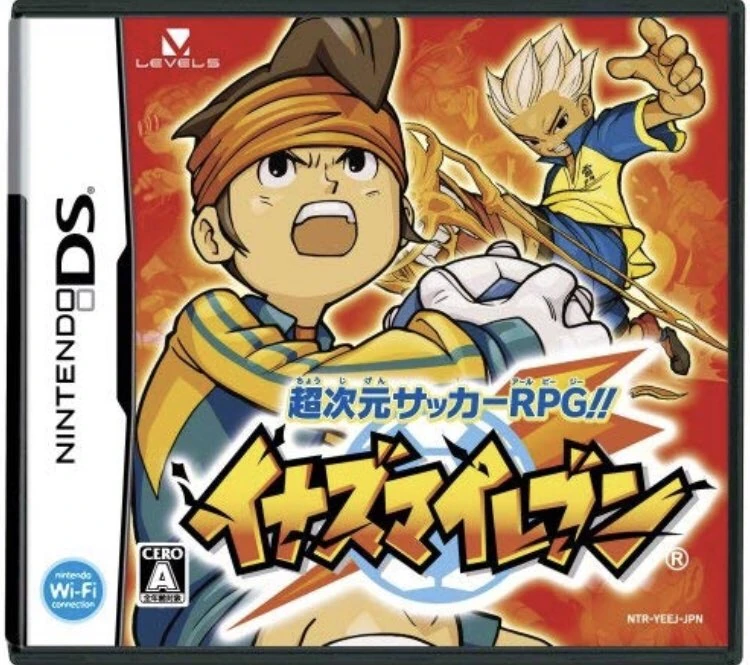 LEVEL5
NINTENDO DS®
ちょう じ げん アール ピー ジー
超次元サッカーRPG!!
イナズマイレブン®
CERO
A
全年齢対象
nintendo
Wi-Fi
connection
NTR-YEEJ-JPN